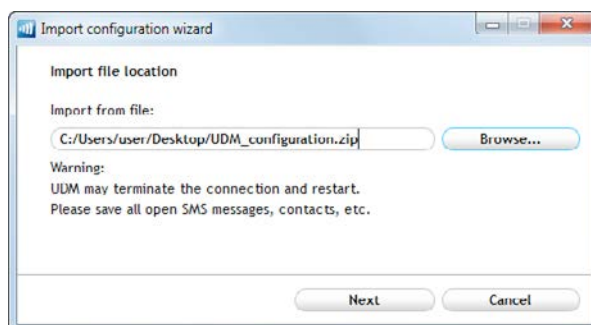 Import configuration wizard
Import file location
Import from file:
C:/Users/user/Desktop/UDM_configuration.zip
Browse...
Warning:
UDM may terminate the connection and restart.
Please save all open SMS messages, contacts, etc.
Next
Cancel